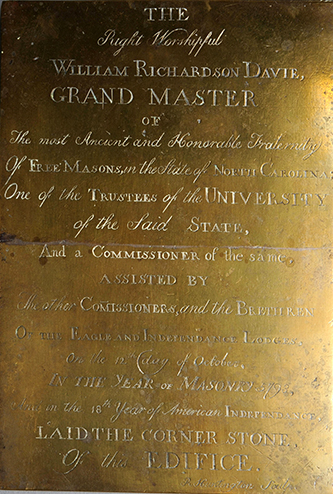 THE
Right Worshipful
WILLIAM RICHARDSON DAVIE,
GRAND MASTER
OF
The most Ancient and Honorable Fraternity
OF FREE MASONS, in the State of NORTH CAROLINA;
One of the TRUSTEES of the UNIVERSITY
of the Said STATE,
And a COMMISSIONER of the same,
ASSISTED BY
the other COMISSIONERS, and the BRETHREN
OF THE EAGLE AND INDEPENDANCE LODGES,
On the 12th day of October,
IN THE YEAR OF MASONRY
in the 18th Year of American INDEPENDANCE,
LAID THE CORNER STONE
Of this EDIFICE.